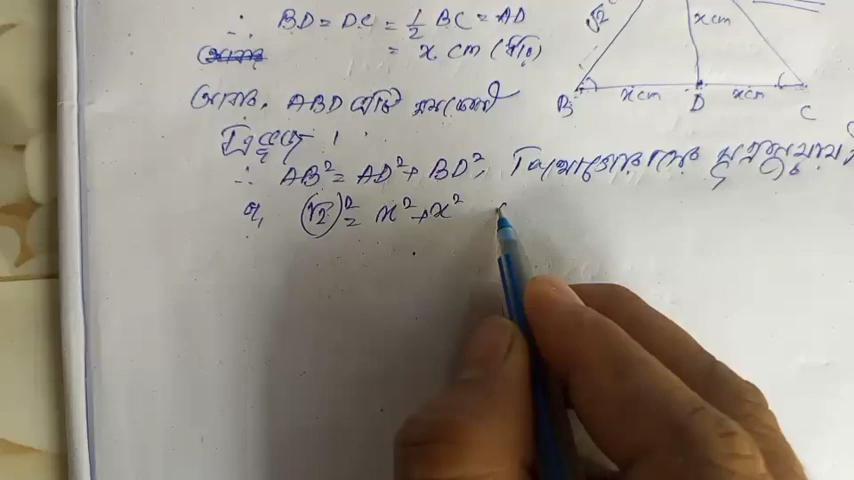 ∴ BD = DC = 1/2 BC = AD
= x cm
আবার, ABD একটি সমকোণী
ত্রিভুজ ।
∴ AB² = AD² + BD²,
বা, (√2)² = x² + x²
√2
x cm
B x cm D x cm C